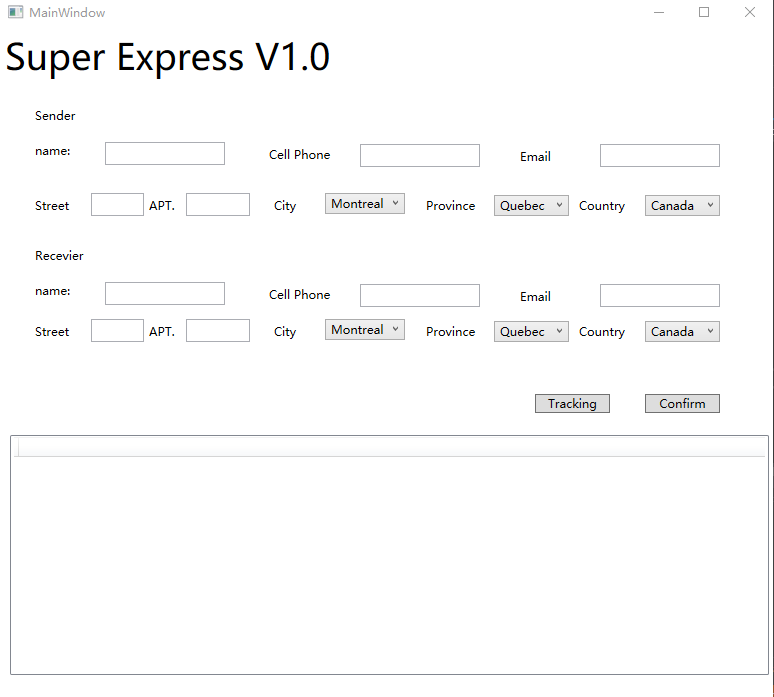 MainWindow
Super Express V1.0
Sender
name: Cell Phone Email
Street APT. City Montreal Province Quebec Country Canada
Recevier
name: Cell Phone Email
Street APT. City Montreal Province Quebec Country Canada
Tracking Confirm